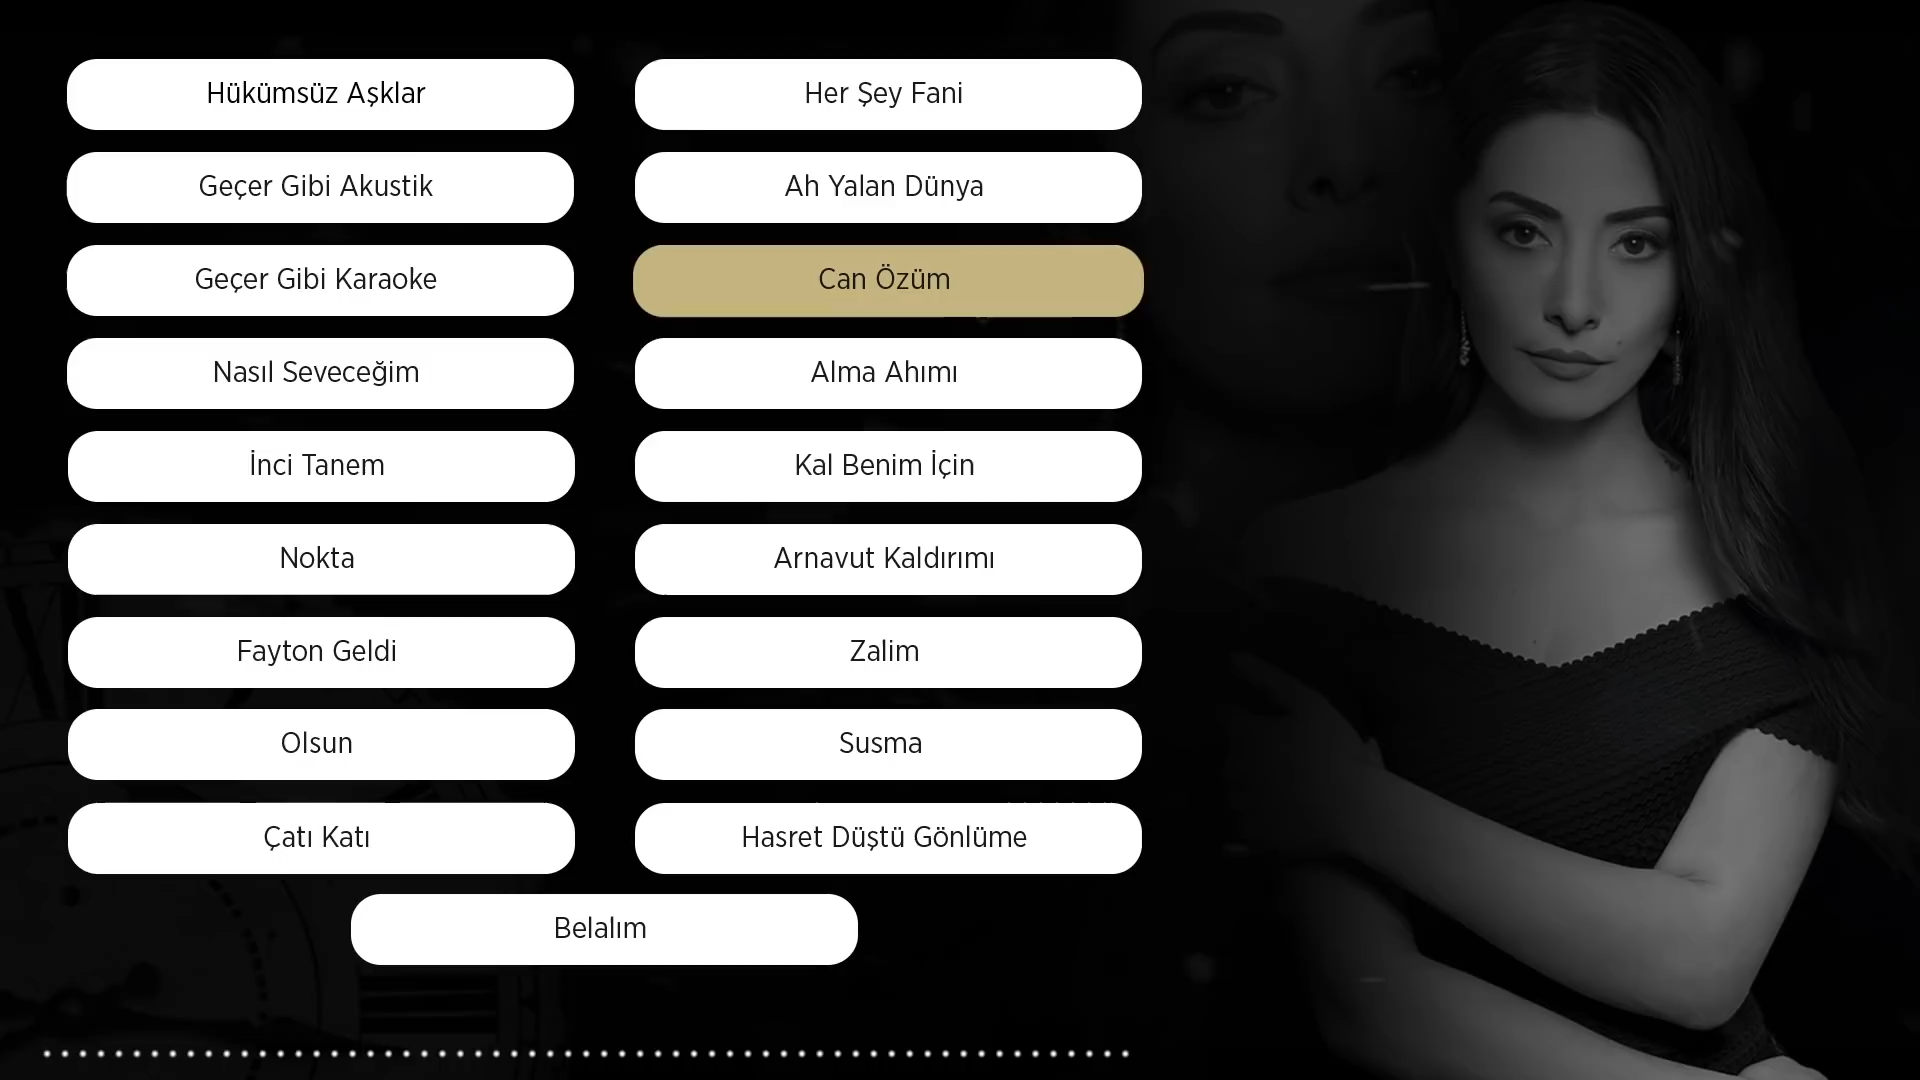 Hükümsüz Aşklar
Geçer Gibi Akustik
Geçer Gibi Karaoke
Nasıl Seveceğim
İnci Tanem
Nokta
Fayton Geldi
Olsun
Çatı Katı
Her Şey Fani
Ah Yalan Dünya
Can Özüm
Alma Ahımı
Kal Benim İçin
Arnavut Kaldırımı
Zalim
Susma
Hasret Düştü Gönlüme
Belalım